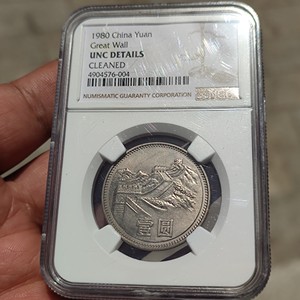 1980 China Yuan
Great Wall
UNC DETAILS
CLEANED
4904576-004
NUMISMATIC GUARANTY CORPORATION
壹圆